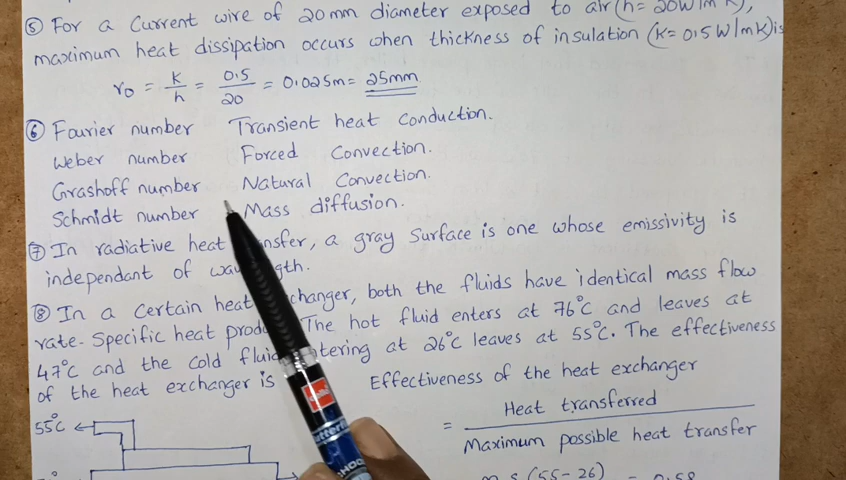 ⑤ For a Current wire of 20mm diameter exposed to air (h = 20W/m K),
maximum heat dissipation occurs when thickness of insulation (K= 0.5 W/mK) is
r₀ = K/h = 0.5/20 = 0.025m = 25mm
⑥ Fourier number Transient heat conduction.
Weber number Forced Convection.
Grashoff number Natural Convection.
Schmidt number Mass diffusion.
⑦ In radiative heat a gray Surface is one whose emissivity is
independant of
⑧ In a Certain heat both the fluids have identical mass flow
rate. Specific heat The hot fluid enters at 76°C and leaves at
47°C and the cold at 26°C leaves at 55°C. The effectiveness
of the heat exchanger is
Effectiveness of the heat exchanger
= Heat transferred / Maximum possible heat transfer
55°C
(55-26) = 0.58